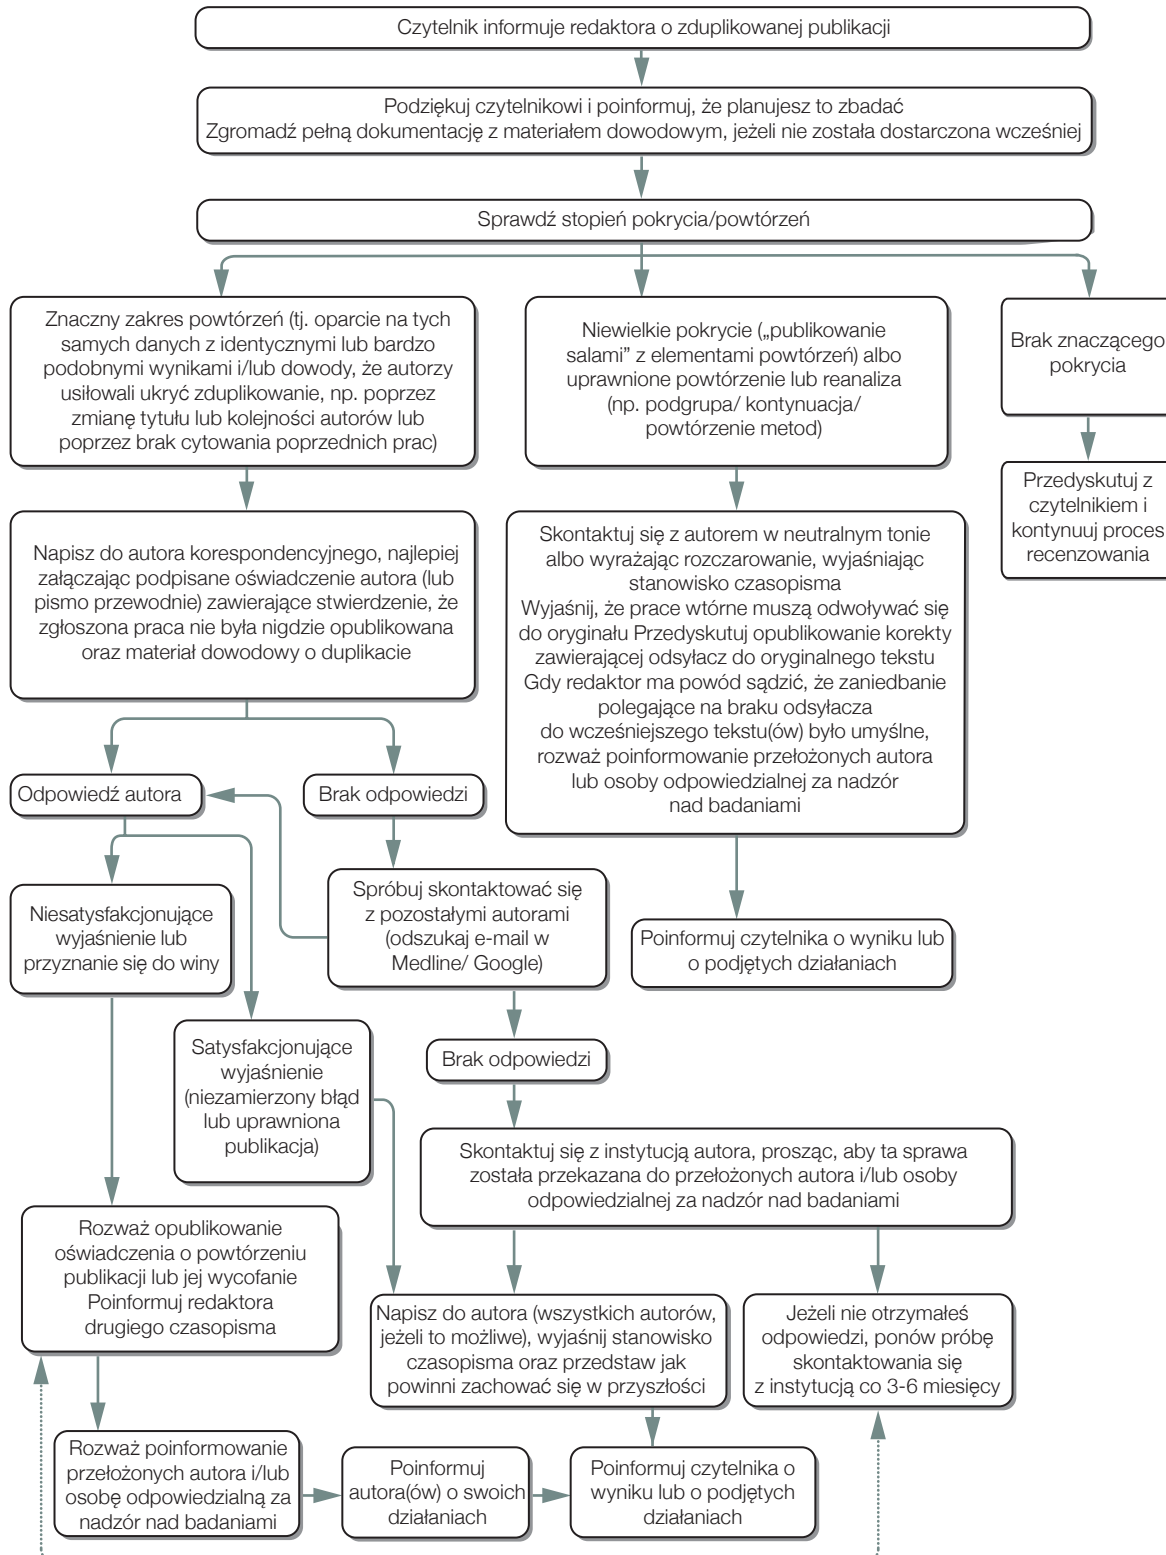 Czytelnik informuje redaktora o zduplikowanej publikacji
Podziękuj czytelnikowi i poinformuj, że planujesz to zbadać
Zgromadź pełną dokumentację z materiałem dowodowym, jeżeli nie została dostarczona wcześniej
Sprawdź stopień pokrycia/powtórzeń
Znaczny zakres powtórzeń (tj. oparcie na tych
samych danych z identycznymi lub bardzo
podobnymi wynikami i/lub dowody, że autorzy
usiłowali ukryć zduplikowanie, np. poprzez
zmianę tytułu lub kolejności autorów lub
poprzez brak cytowania poprzednich prac)
Niewielkie pokrycie („publikowanie
salami” z elementami powtórzeń) albo
uprawnione powtórzenie lub reanaliza
(np. podgrupa/ kontynuacja/
powtórzenie metod)
Brak znaczącego
pokrycia
Przedyskutuj z
czytelnikiem i
kontynuuj proces
recenzowania
Napisz do autora korespondencyjnego, najlepiej
załączając podpisane oświadczenie autora (lub
pismo przewodnie) zawierające stwierdzenie, że
zgłoszona praca nie była nigdzie opublikowana
oraz materiał dowodowy o duplikacie
Skontaktuj się z autorem w neutralnym tonie
albo wyrażając rozczarowanie, wyjaśniając
stanowisko czasopisma
Wyjaśnij, że prace wtórne muszą odwoływać się
do oryginału Przedyskutuj opublikowanie korekty
zawierającej odsyłacz do oryginalnego tekstu
Gdy redaktor ma powód sądzić, że zaniedbanie
polegające na braku odsyłacza
do wcześniejszego tekstu(ów) było umyślne,
rozważ poinformowanie przełożonych autora
lub osoby odpowiedzialnej za nadzór
nad badaniami
Odpowiedź autora
Brak odpowiedzi
Niesatysfakcjonujące
wyjaśnienie lub
przyznanie się do winy
Spróbuj skontaktować się
z pozostałymi autorami
(odszukaj e-mail w
Medline/ Google)
Poinformuj czytelnika o wyniku lub
o podjętych działaniach
Satysfakcjonujące
wyjaśnienie
(niezamierzony błąd
lub uprawniona
publikacja)
Brak odpowiedzi
Skontaktuj się z instytucją autora, prosząc, aby ta sprawa
została przekazana do przełożonych autora i/lub osoby
odpowiedzialnej za nadzór nad badaniami
Rozważ opublikowanie
oświadczenia o powtórzeniu
publikacji lub jej wycofanie
Poinformuj redaktora
drugiego czasopisma
Napisz do autora (wszystkich autorów,
jeżeli to możliwe), wyjaśnij stanowisko
czasopisma oraz przedstaw jak
powinni zachować się w przyszłości
Jeżeli nie otrzymałeś
odpowiedzi, ponów próbę
skontaktowania się
z instytucją co 3-6 miesięcy
Rozważ poinformowanie
przełożonych autora i/lub
osobę odpowiedzialną za
nadzór nad badaniami
Poinformuj
autora(ów) o swoich
działaniach
Poinformuj czytelnika o
wyniku lub o podjętych
działaniach